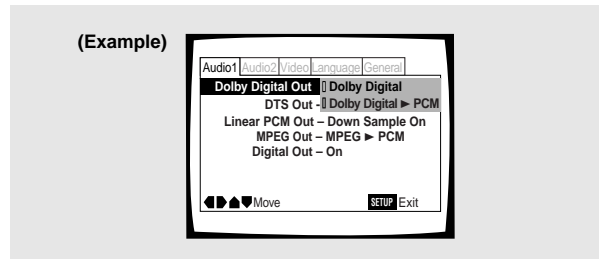 (Example)
Audio1 Audio2 Video Language General
Dolby Digital Out ▯ Dolby Digital
DTS Out - ▯ Dolby Digital ► PCM
Linear PCM Out – Down Sample On
MPEG Out – MPEG ► PCM
Digital Out – On
Move SETUP Exit